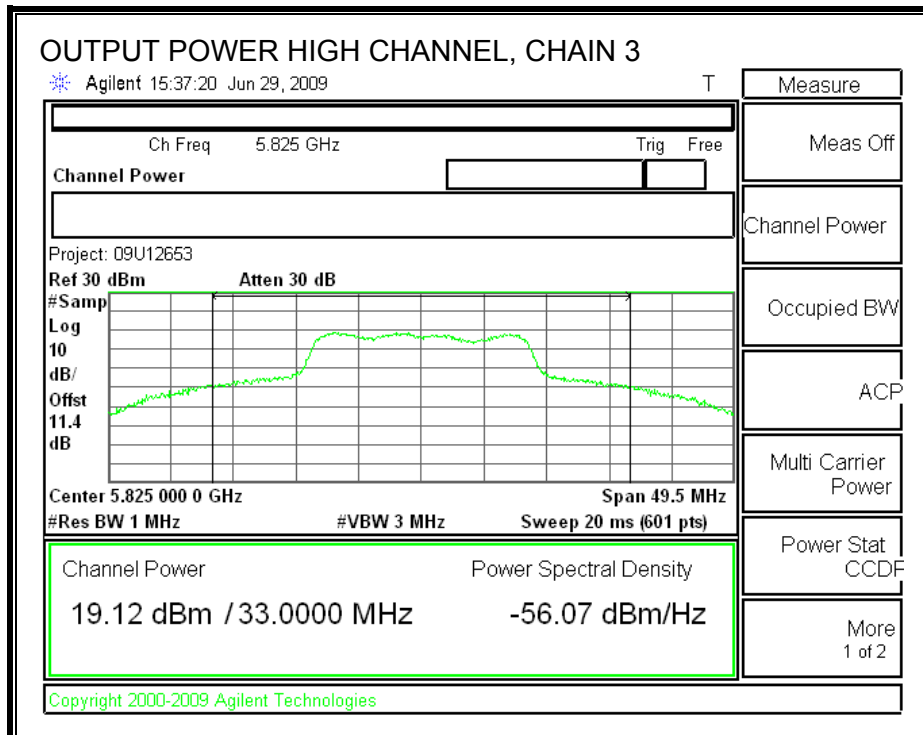 OUTPUT POWER HIGH CHANNEL, CHAIN 3
Agilent 15:37:20 Jun 29, 2009 T
Measure
Ch Freq 5.825 GHz Trig Free
Channel Power
Project: 09U12653
Ref 30 dBm Atten 30 dB
#Samp
Log
10
dB/
Offst
11.4
dB
Center 5.825 000 0 GHz Span 49.5 MHz
#Res BW 1 MHz #VBW 3 MHz Sweep 20 ms (601 pts)
Channel Power Power Spectral Density
19.12 dBm / 33.0000 MHz -56.07 dBm/Hz
Copyright 2000-2009 Agilent Technologies
Meas Off
Channel Power
Occupied BW
ACP
Multi Carrier
Power
Power Stat
CCDF
More
1 of 2